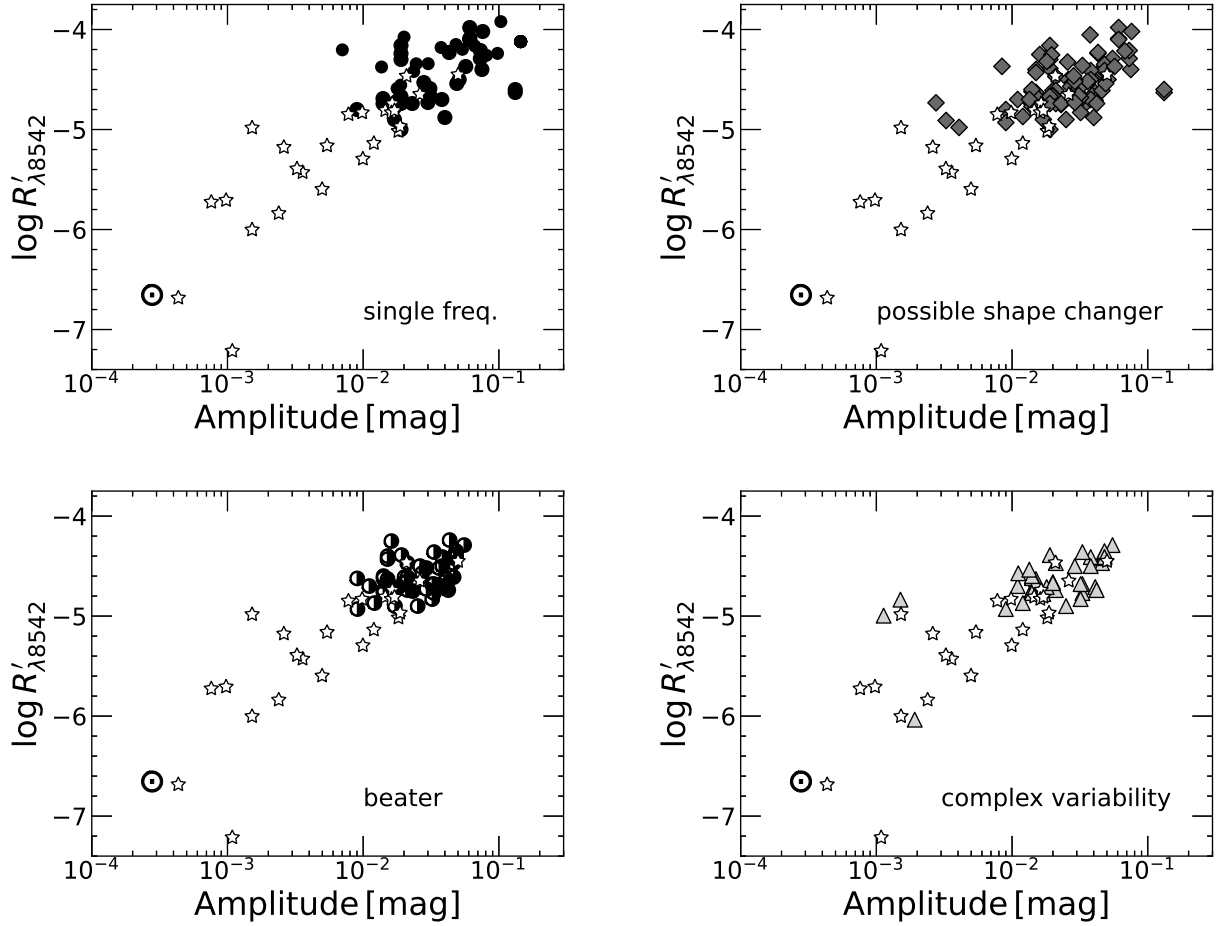 −4
−5
−6
−7
log R′λ8542
10−4 10−3 10−2 10−1
Amplitude [mag]
single freq.
−4
−5
−6
−7
log R′λ8542
10−4 10−3 10−2 10−1
Amplitude [mag]
possible shape changer
−4
−5
−6
−7
log R′λ8542
10−4 10−3 10−2 10−1
Amplitude [mag]
beater
−4
−5
−6
−7
log R′λ8542
10−4 10−3 10−2 10−1
Amplitude [mag]
complex variability